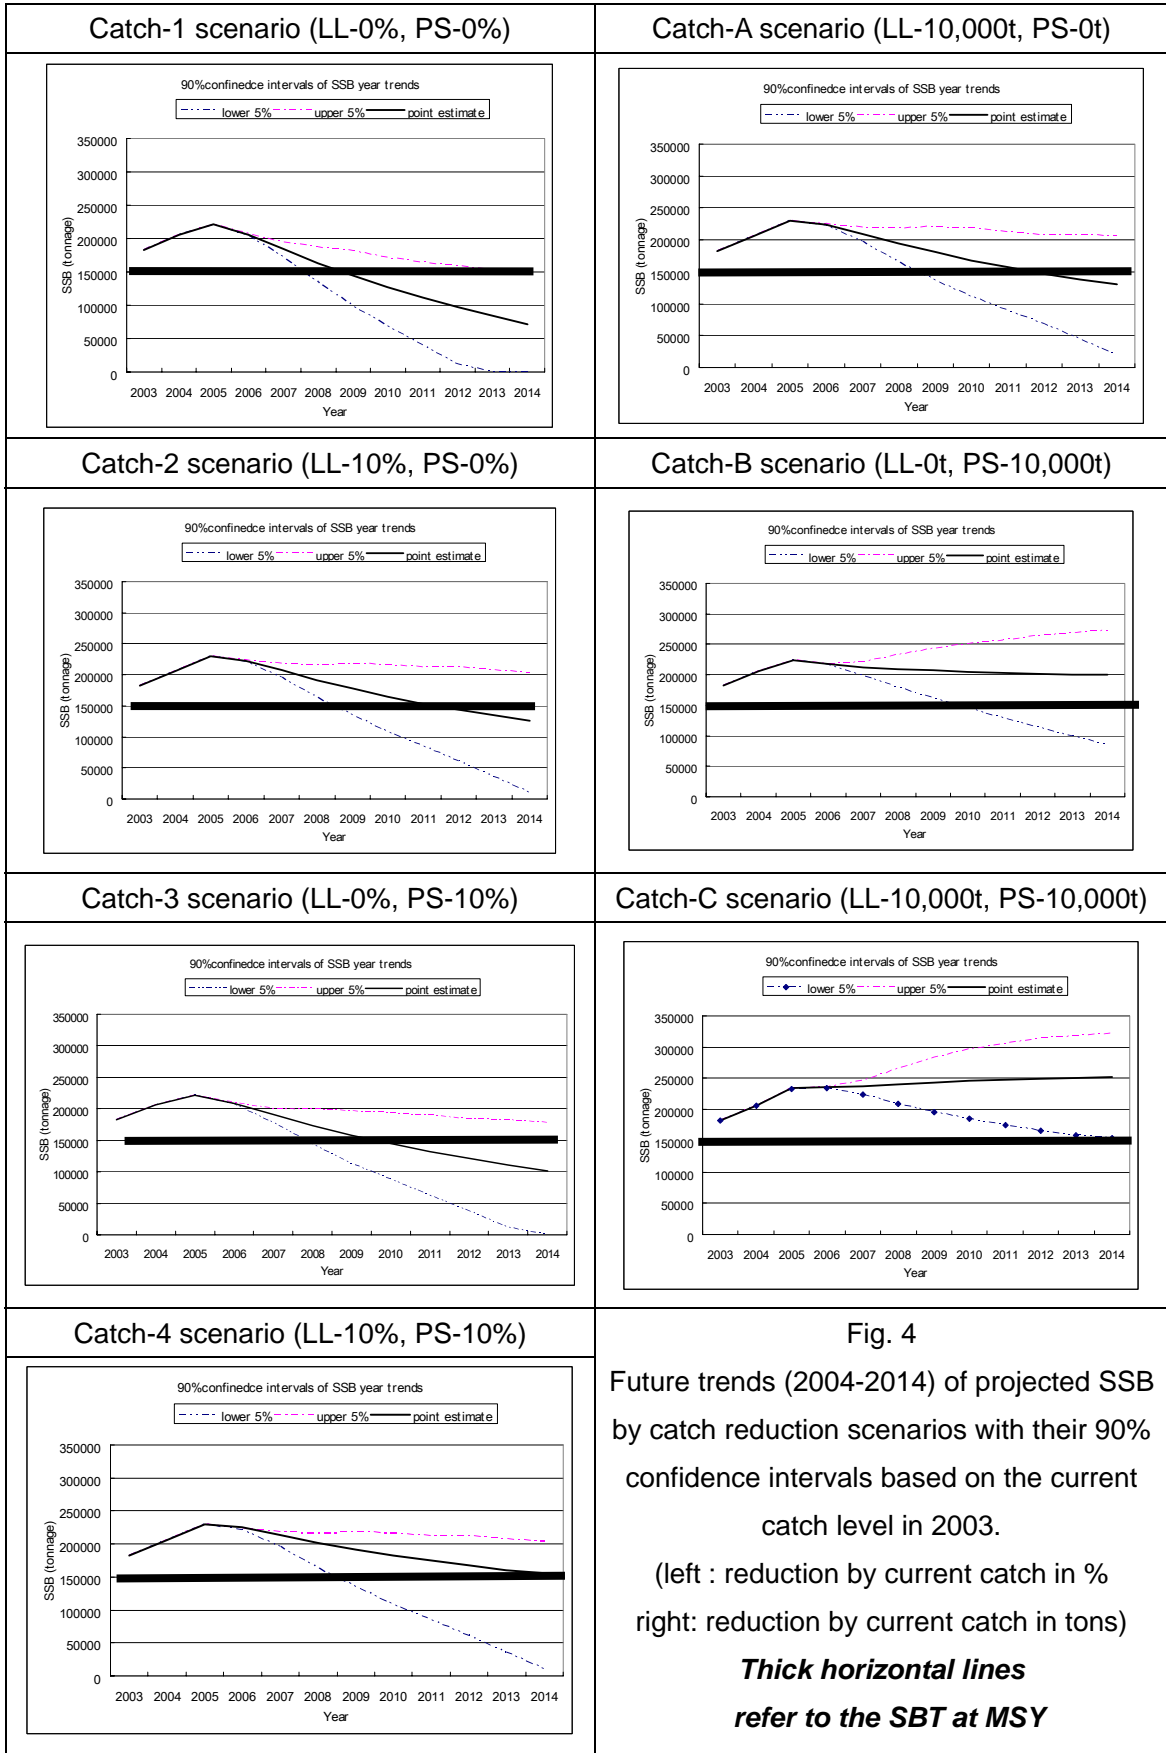 Catch-1 scenario (LL-0%, PS-0%)
90%confinedce intervals of SSB year trends
lower 5% upper 5% point estimate
350000
300000
250000
200000
150000
100000
50000
0
SSB (tonnage)
2003 2004 2005 2006 2007 2008 2009 2010 2011 2012 2013 2014
Year
Catch-A scenario (LL-10,000t, PS-0t)
90%confinedce intervals of SSB year trends
lower 5% upper 5% point estimate
350000
300000
250000
200000
150000
100000
50000
0
SSB (tonnage)
2003 2004 2005 2006 2007 2008 2009 2010 2011 2012 2013 2014
Year
Catch-2 scenario (LL-10%, PS-0%)
90%confinedce intervals of SSB year trends
lower 5% upper 5% point estimate
350000
300000
250000
200000
150000
100000
50000
0
SSB (tonnage)
2003 2004 2005 2006 2007 2008 2009 2010 2011 2012 2013 2014
Year
Catch-B scenario (LL-0t, PS-10,000t)
90%confinedce intervals of SSB year trends
lower 5% upper 5% point estimate
350000
300000
250000
200000
150000
100000
50000
0
SSB (tonnage)
2003 2004 2005 2006 2007 2008 2009 2010 2011 2012 2013 2014
Year
Catch-3 scenario (LL-0%, PS-10%)
90%confinedce intervals of SSB year trends
lower 5% upper 5% point estimate
350000
300000
250000
200000
150000
100000
50000
0
SSB (tonnage)
2003 2004 2005 2006 2007 2008 2009 2010 2011 2012 2013 2014
Year
Catch-C scenario (LL-10,000t, PS-10,000t)
90%confinedce intervals of SSB year trends
lower 5% upper 5% point estimate
350000
300000
250000
200000
150000
100000
50000
0
SSB (tonnage)
2003 2004 2005 2006 2007 2008 2009 2010 2011 2012 2013 2014
Year
Catch-4 scenario (LL-10%, PS-10%)
90%confinedce intervals of SSB year trends
lower 5% upper 5% point estimate
350000
300000
250000
200000
150000
100000
50000
0
SSB (tonnage)
2003 2004 2005 2006 2007 2008 2009 2010 2011 2012 2013 2014
Year
Fig. 4
Future trends (2004-2014) of projected SSB
by catch reduction scenarios with their 90%
confidence intervals based on the current
catch level in 2003.
(left : reduction by current catch in %
right: reduction by current catch in tons)
Thick horizontal lines
refer to the SBT at MSY